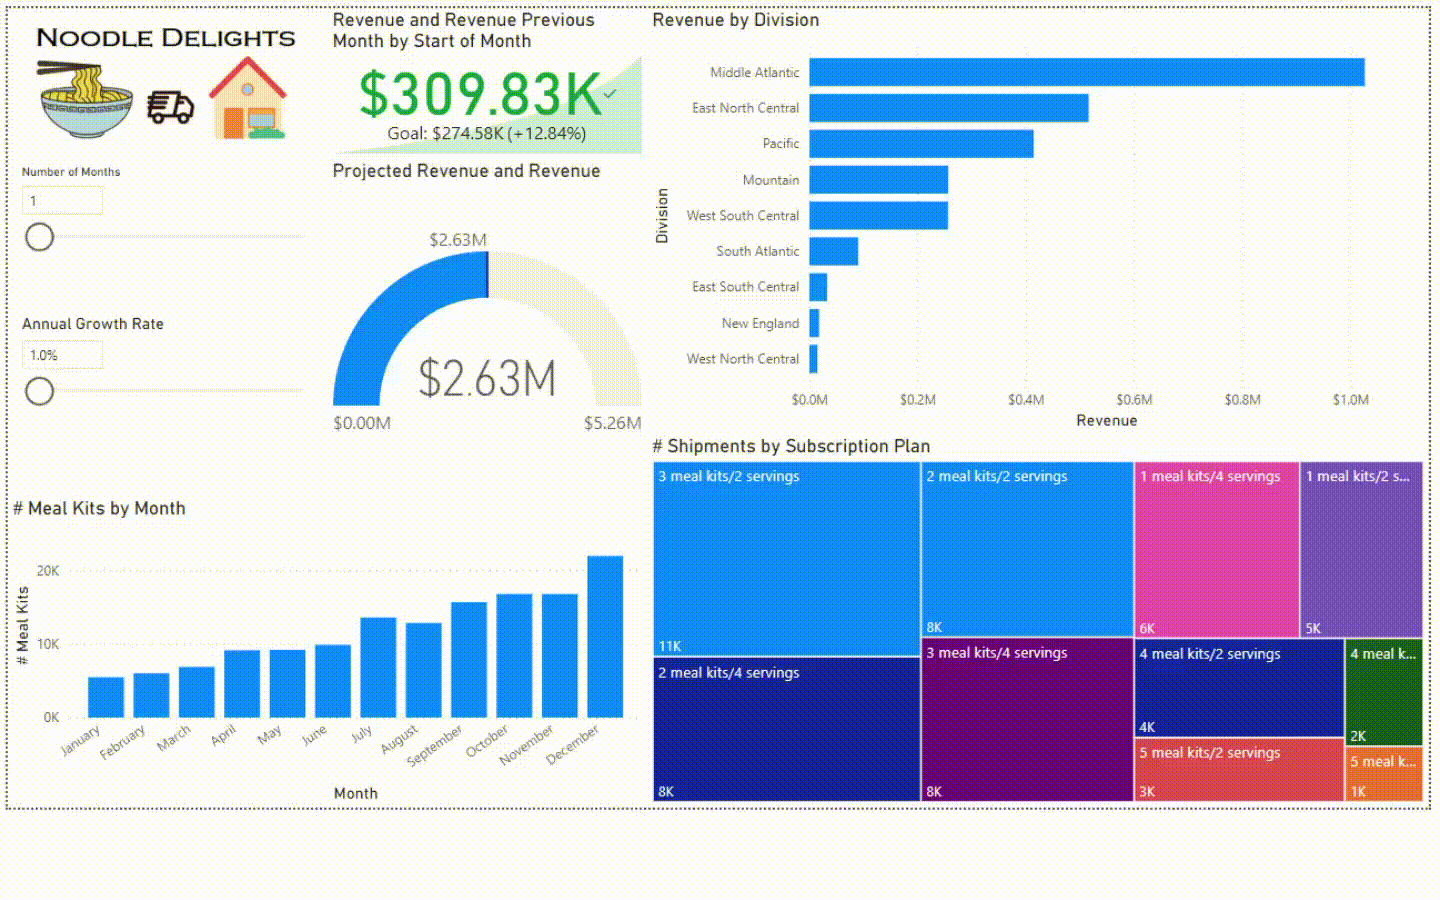 NOODLE DELIGHTS
Number of Months
1
Annual Growth Rate
1.0%
Revenue and Revenue Previous
Month by Start of Month
$309.83K
Goal: $274.58K (+12.84%)
Projected Revenue and Revenue
$2.63M
$2.63M
$0.00M
$5.26M
# Meal Kits by Month
# Meal Kits
20K
10K
0K
January
February
March
April
May
June
July
August
September
October
November
December
Month
Revenue by Division
Division
Middle Atlantic
East North Central
Pacific
Mountain
West South Central
South Atlantic
East South Central
New England
West North Central
$0.0M
$0.2M
$0.4M
$0.6M
$0.8M
$1.0M
Revenue
# Shipments by Subscription Plan
3 meal kits/2 servings
11K
2 meal kits/4 servings
8K
2 meal kits/2 servings
8K
3 meal kits/4 servings
8K
1 meal kits/4 servings
6K
1 meal kits/2 s...
5K
4 meal kits/2 servings
4K
5 meal kits/2 servings
3K
4 meal k...
2K
5 meal k...
1K